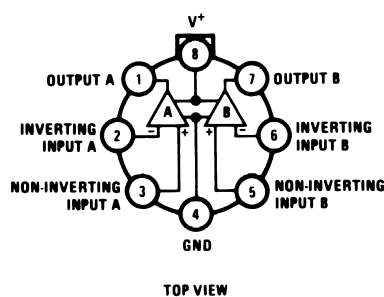 V+
8
OUTPUT A 1 7 OUTPUT B
A B
INVERTING
INPUT A
2 − + + − 6
INVERTING
INPUT B
NON-INVERTING
INPUT A
3 5
NON-INVERTING
INPUT B
4
GND
TOP VIEW